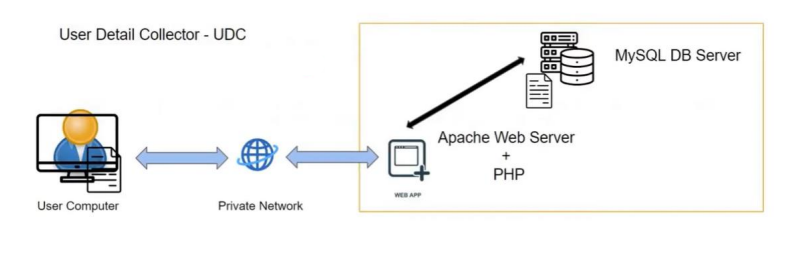 User Detail Collector - UDC
MySQL DB Server
Apache Web Server
+
PHP
WEB APP
User Computer
Private Network